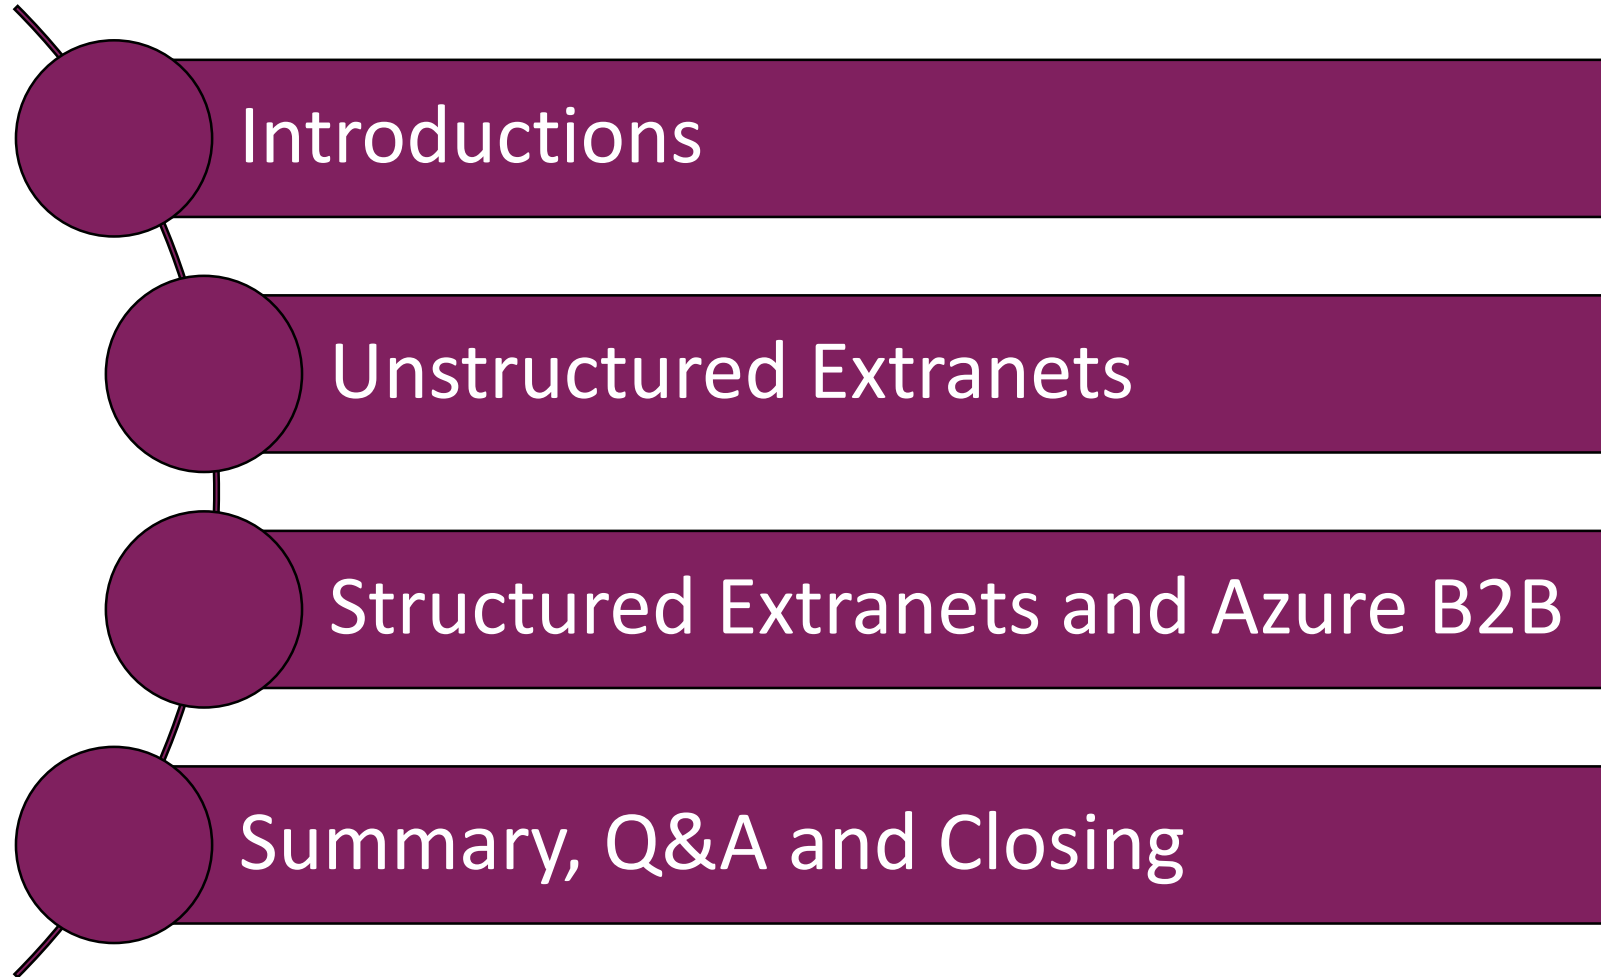 Introductions
Unstructured Extranets
Structured Extranets and Azure B2B
Summary, Q&A and Closing